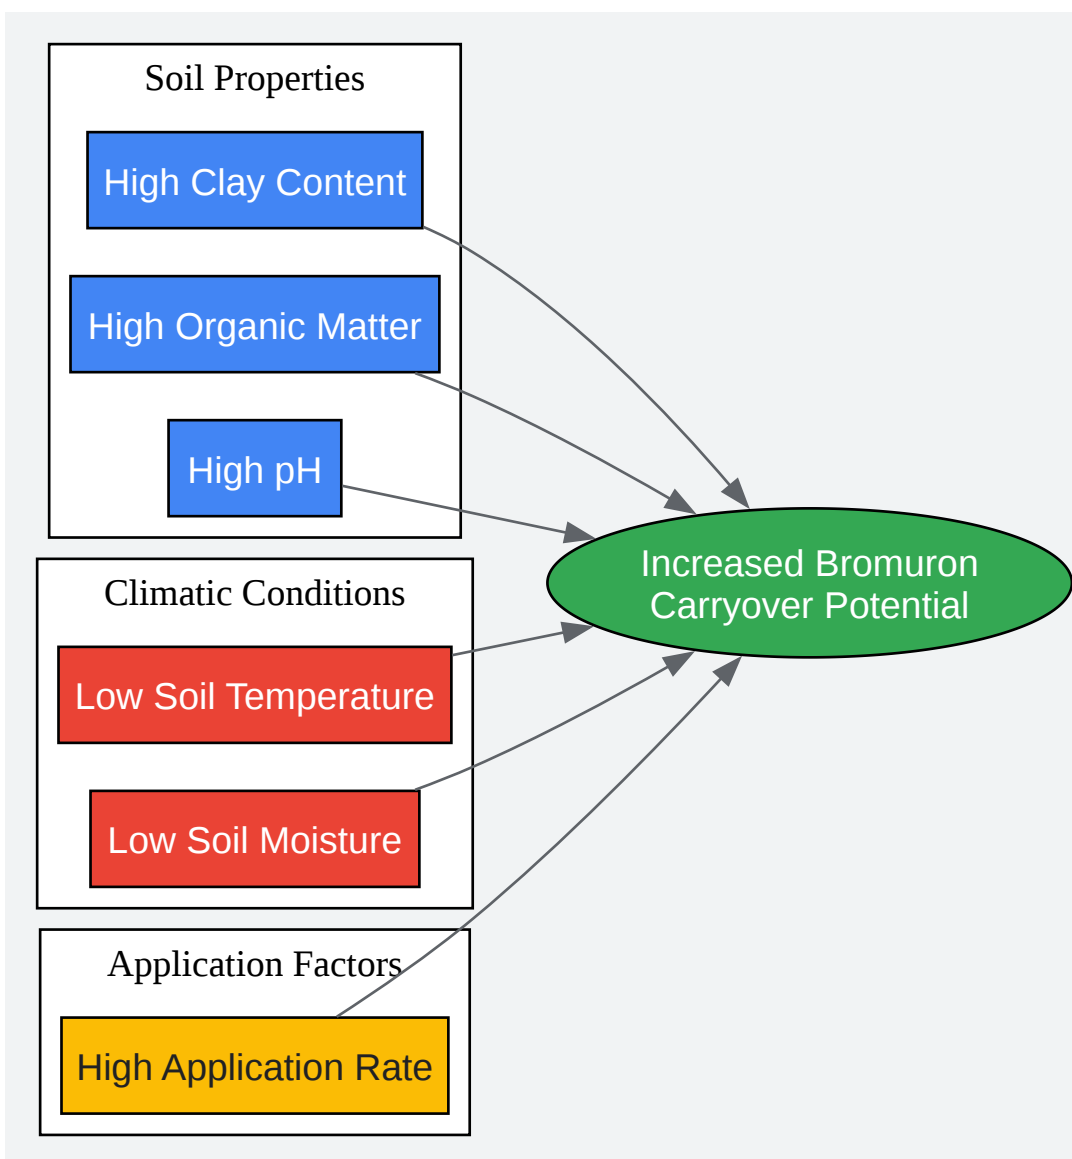 Soil Properties
High Clay Content
High Organic Matter
High pH
Increased Bromuron
Carryover Potential
Climatic Conditions
Low Soil Temperature
Low Soil Moisture
Application Factors
High Application Rate